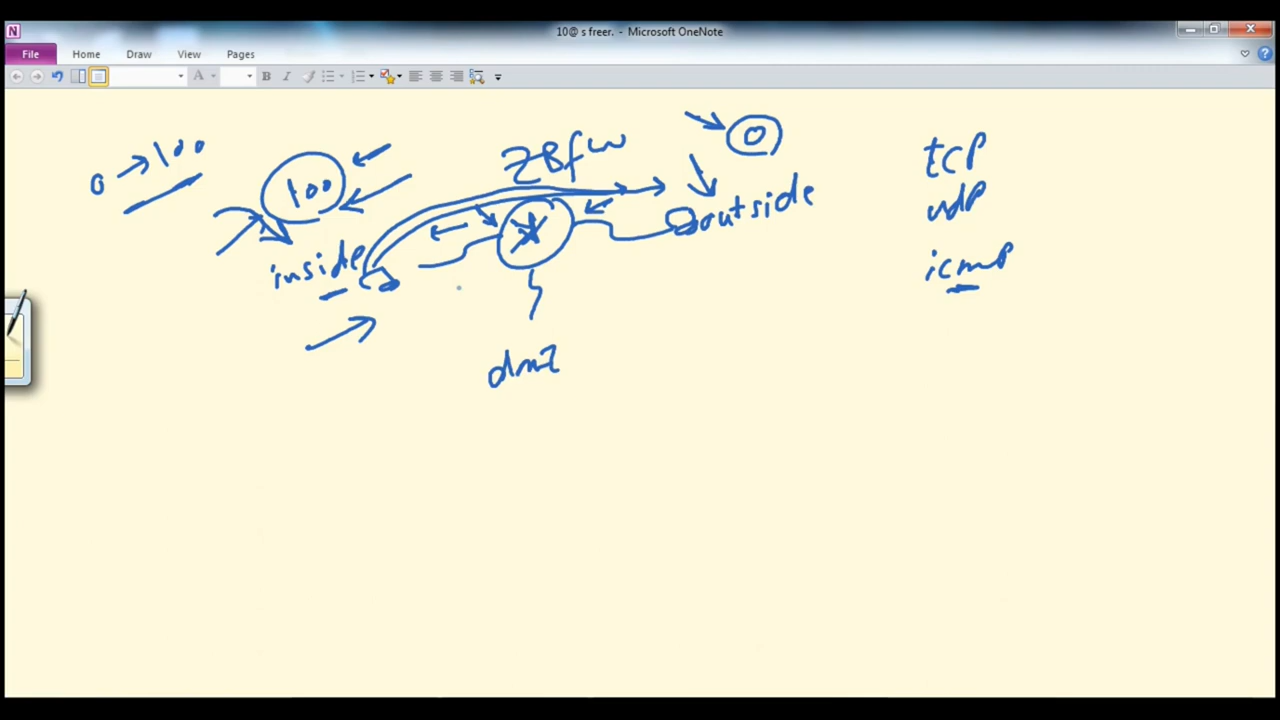 10@ s freer. - Microsoft OneNote
File Home Draw View Pages
0 → 100
100
ZBfw
0
inside
outside
dmz
tcp
udp
icmp